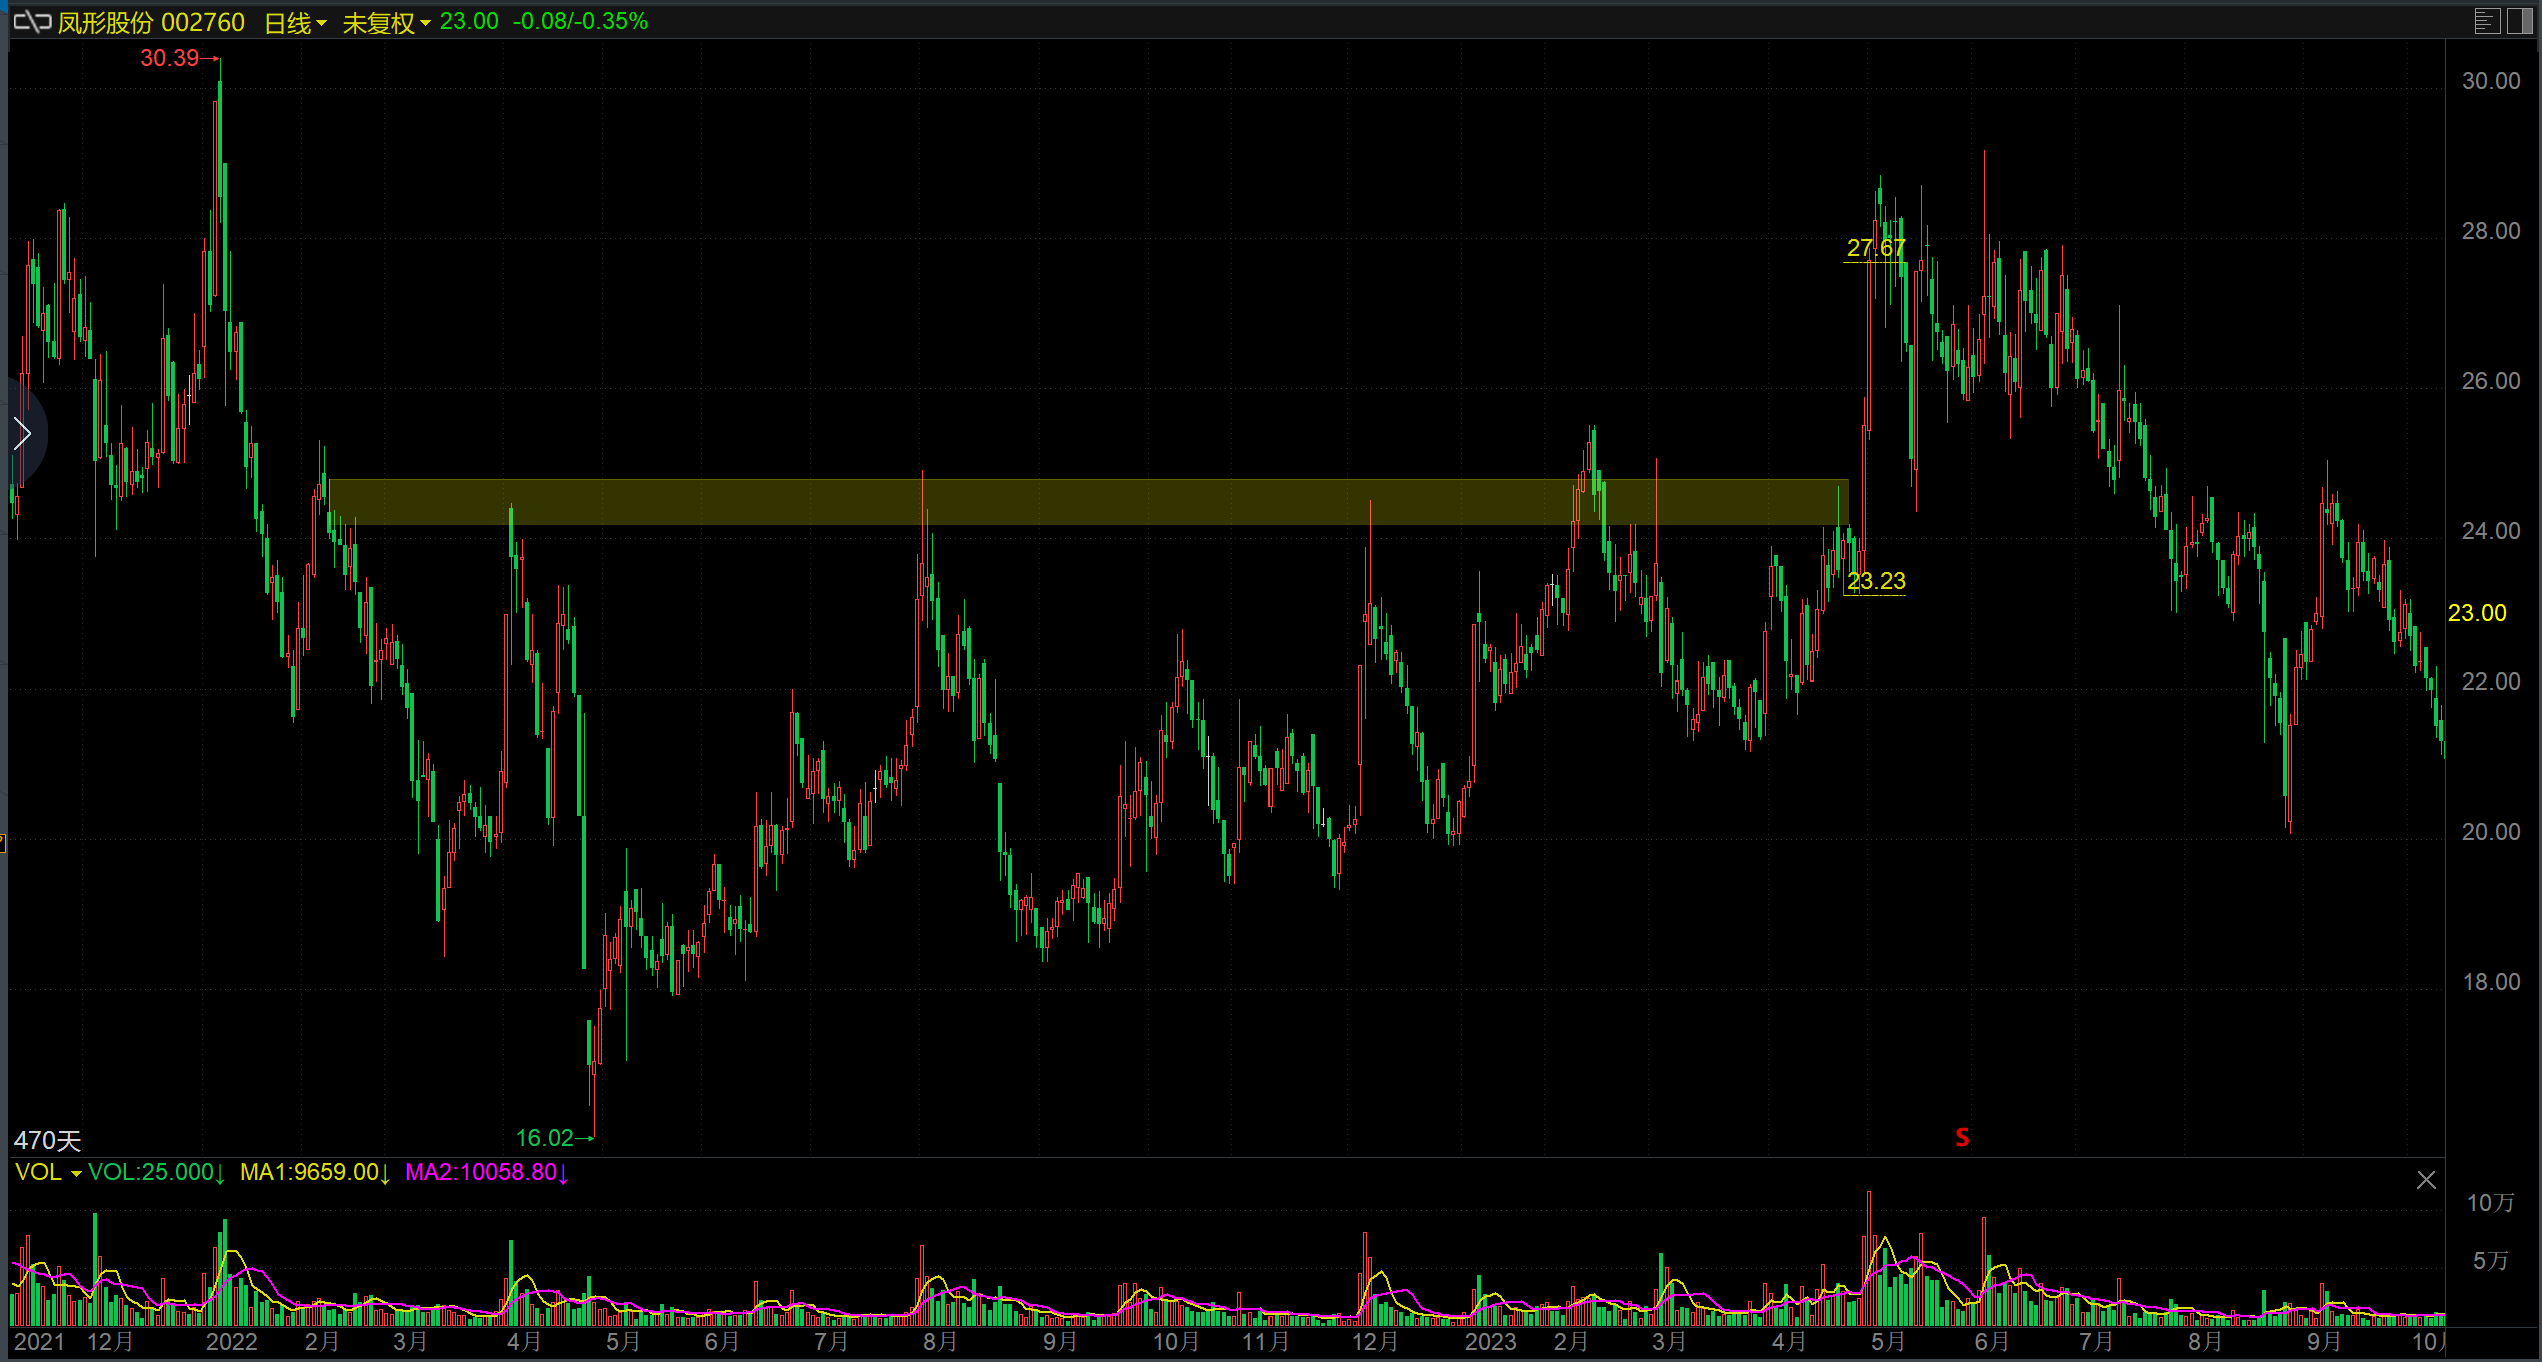 凤形股份 002760 日线 未复权 23.00 -0.08/-0.35%
30.39
30.00
28.00
27.67
26.00
24.00
23.23
23.00
22.00
20.00
18.00
16.02
S
470天
VOL VOL:25.000↓ MA1:9659.00↓ MA2:10058.80↓
10万
5万
2021 12月 2022 2月 3月 4月 5月 6月 7月 8月 9月 10月 11月 12月 2023 2月 3月 4月 5月 6月 7月 8月 9月 10月